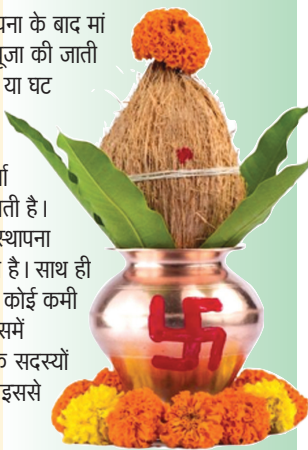 पना के बाद मां
पूजा की जाती
या घट
र्गा
ती है।
स्थापना
है। साथ ही
कोई कमी
समें
सदस्यों
इससे